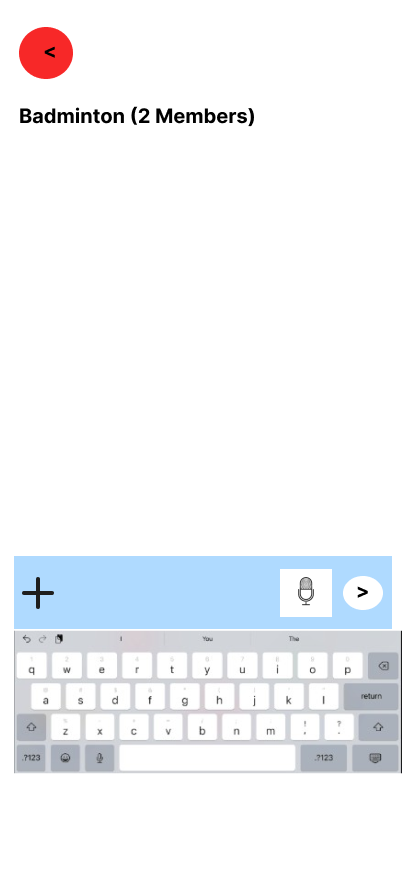 <
Badminton (2 Members)
>
I You The
q w e r t y u i o p
a s d f g h j k l return
z x c v b n m ! , ? .
.?123 .?123